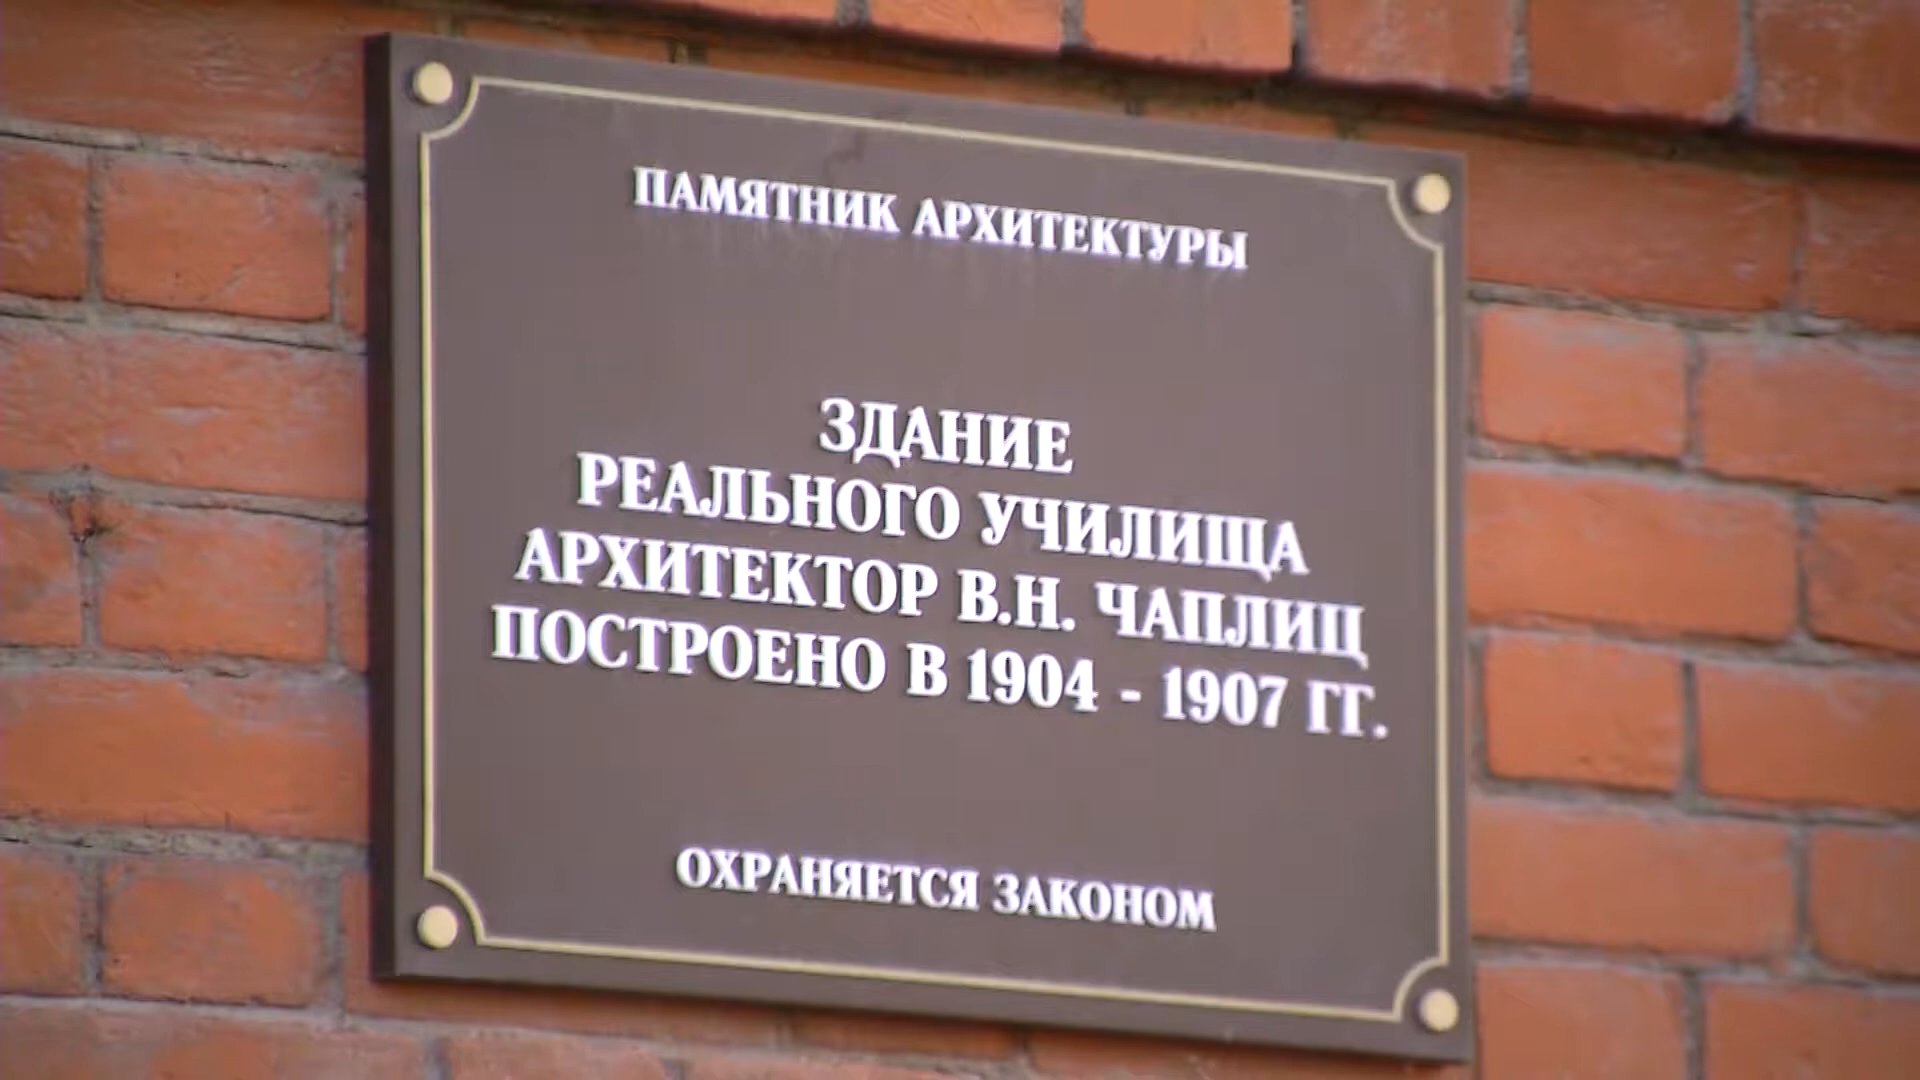 ПАМЯТНИК АРХИТЕКТУРЫ
ЗДАНИЕ
РЕАЛЬНОГО УЧИЛИЩА
АРХИТЕКТОР В.Н. ЧАПЛИЦ
ПОСТРОЕНО В 1904 - 1907 ГГ.
ОХРАНЯЕТСЯ ЗАКОНОМ